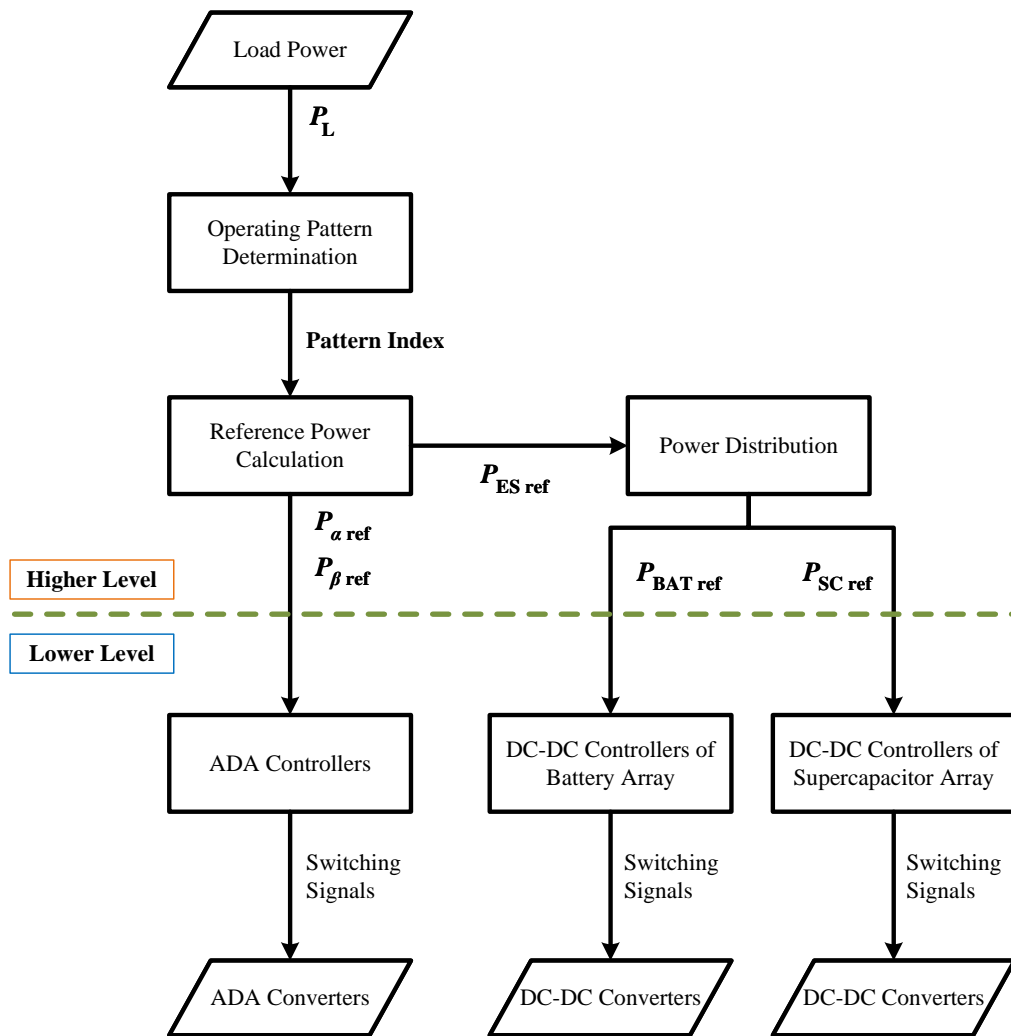 Load Power
P_L
Operating Pattern
Determination
Pattern Index
Reference Power
Calculation
P_ES ref
Power Distribution
P_α ref
P_β ref
P_BAT ref
P_SC ref
Higher Level
Lower Level
ADA Controllers
DC-DC Controllers of
Battery Array
DC-DC Controllers of
Supercapacitor Array
Switching
Signals
Switching
Signals
Switching
Signals
ADA Converters
DC-DC Converters
DC-DC Converters